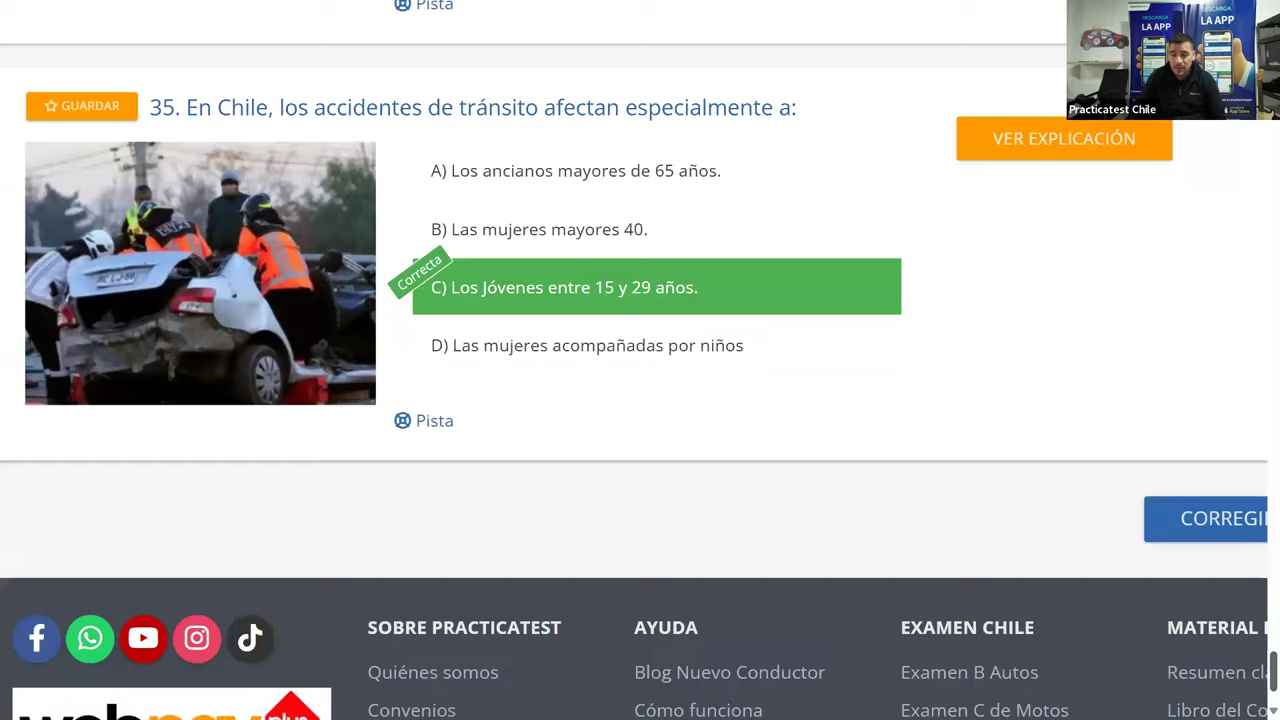 Pista
DESCARGA
LA APP
DESCARGA
LA APP
Practicatest Chile
GUARDAR
35. En Chile, los accidentes de tránsito afectan especialmente a:
VER EXPLICACIÓN
A) Los ancianos mayores de 65 años.
B) Las mujeres mayores 40.
Correcta
C) Los Jóvenes entre 15 y 29 años.
D) Las mujeres acompañadas por niños
Pista
CORREGI
SOBRE PRACTICATEST
AYUDA
EXAMEN CHILE
MATERIAL
Quiénes somos
Blog Nuevo Conductor
Examen B Autos
Resumen cl
Convenios
Cómo funciona
Examen C de Motos
Libro del Co
webpay
plus